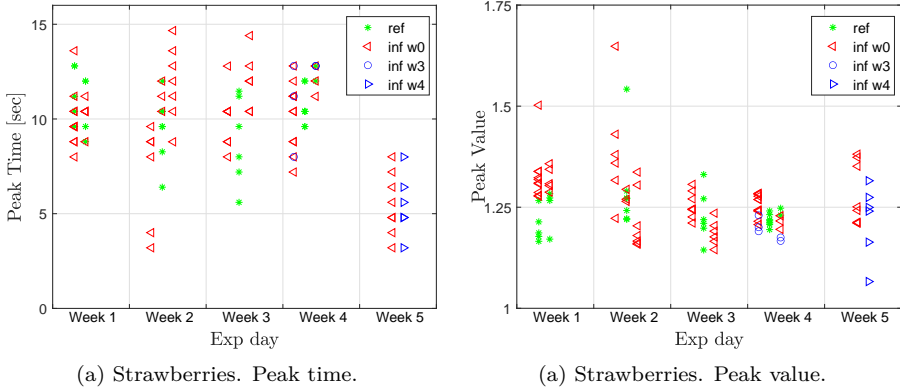 15
10
5
0
Peak Time [sec]
Week 1 Week 2 Week 3 Week 4 Week 5
Exp day
ref
inf w0
inf w3
inf w4
(a) Strawberries. Peak time.
1.75
1.5
1.25
1
Peak Value
Week 1 Week 2 Week 3 Week 4 Week 5
Exp day
ref
inf w0
inf w3
inf w4
(a) Strawberries. Peak value.